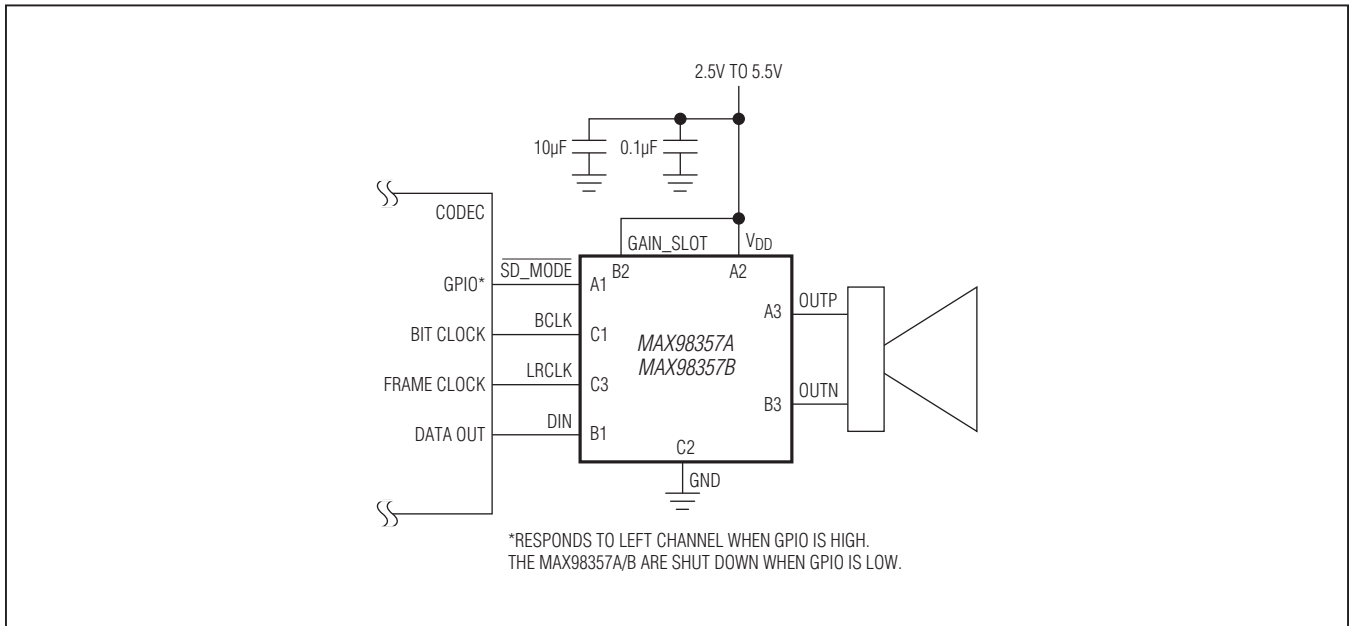 2.5V TO 5.5V
10µF
0.1µF
CODEC
GAIN_SLOT
VDD
GPIO*
SD_MODE
A1
B2
A2
BIT CLOCK
BCLK
C1
MAX98357A
MAX98357B
A3
OUTP
FRAME CLOCK
LRCLK
C3
B3
OUTN
DATA OUT
DIN
B1
C2
GND
*RESPONDS TO LEFT CHANNEL WHEN GPIO IS HIGH.
THE MAX98357A/B ARE SHUT DOWN WHEN GPIO IS LOW.